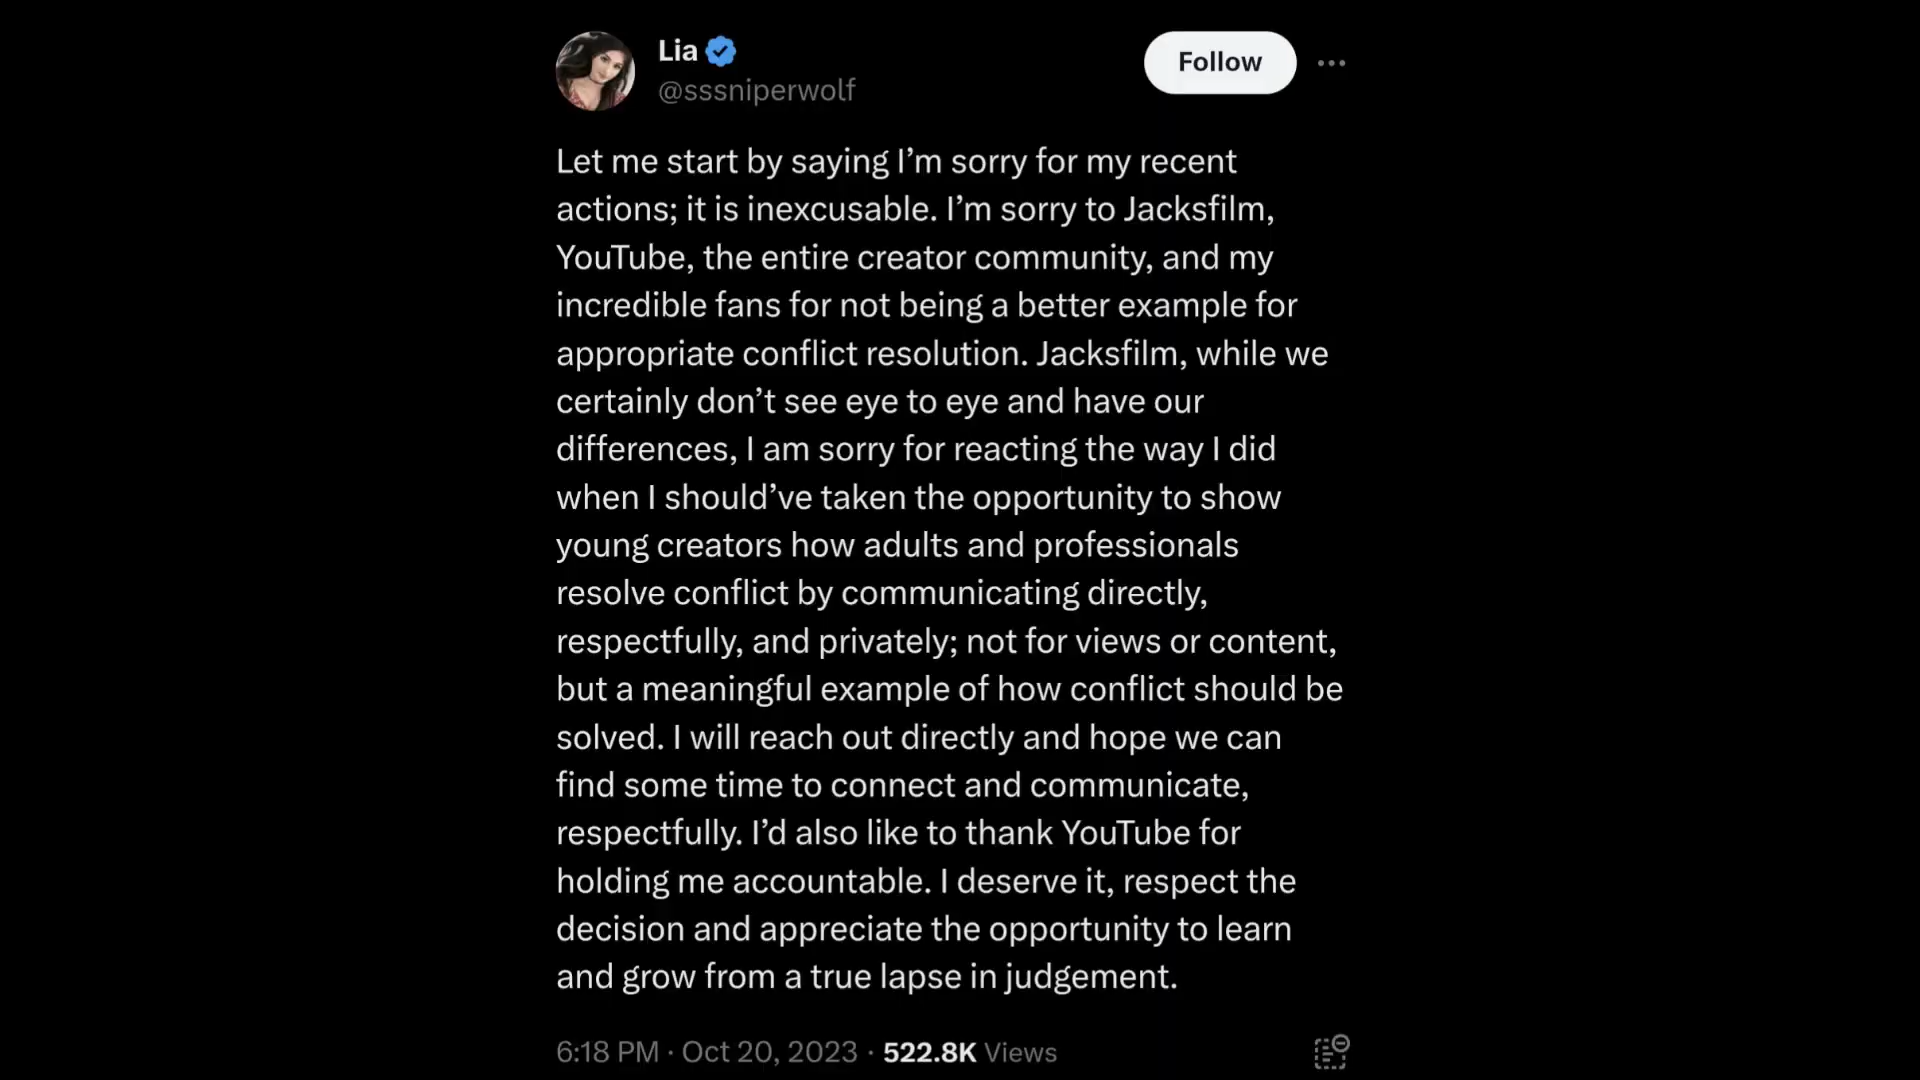 Lia
@sssniperwolf
Follow
Let me start by saying I’m sorry for my recent
actions; it is inexcusable. I’m sorry to Jacksfilm,
YouTube, the entire creator community, and my
incredible fans for not being a better example for
appropriate conflict resolution. Jacksfilm, while we
certainly don’t see eye to eye and have our
differences, I am sorry for reacting the way I did
when I should’ve taken the opportunity to show
young creators how adults and professionals
resolve conflict by communicating directly,
respectfully, and privately; not for views or content,
but a meaningful example of how conflict should be
solved. I will reach out directly and hope we can
find some time to connect and communicate,
respectfully. I’d also like to thank YouTube for
holding me accountable. I deserve it, respect the
decision and appreciate the opportunity to learn
and grow from a true lapse in judgement.
6:18 PM · Oct 20, 2023 · 522.8K Views